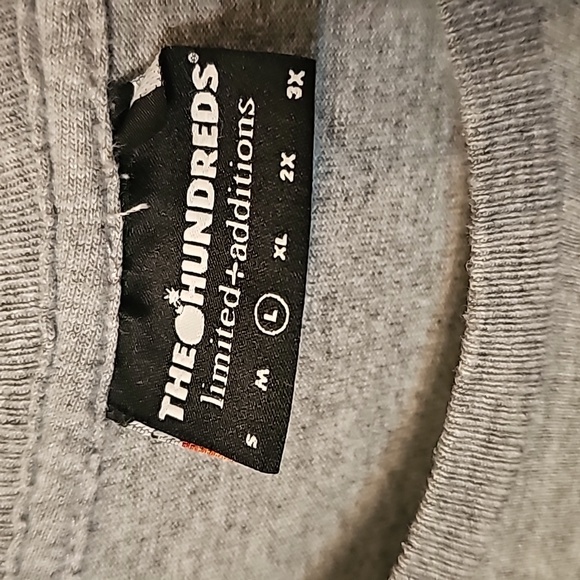 THE HUNDREDS®
limited+additions
S M L XL 2X 3X